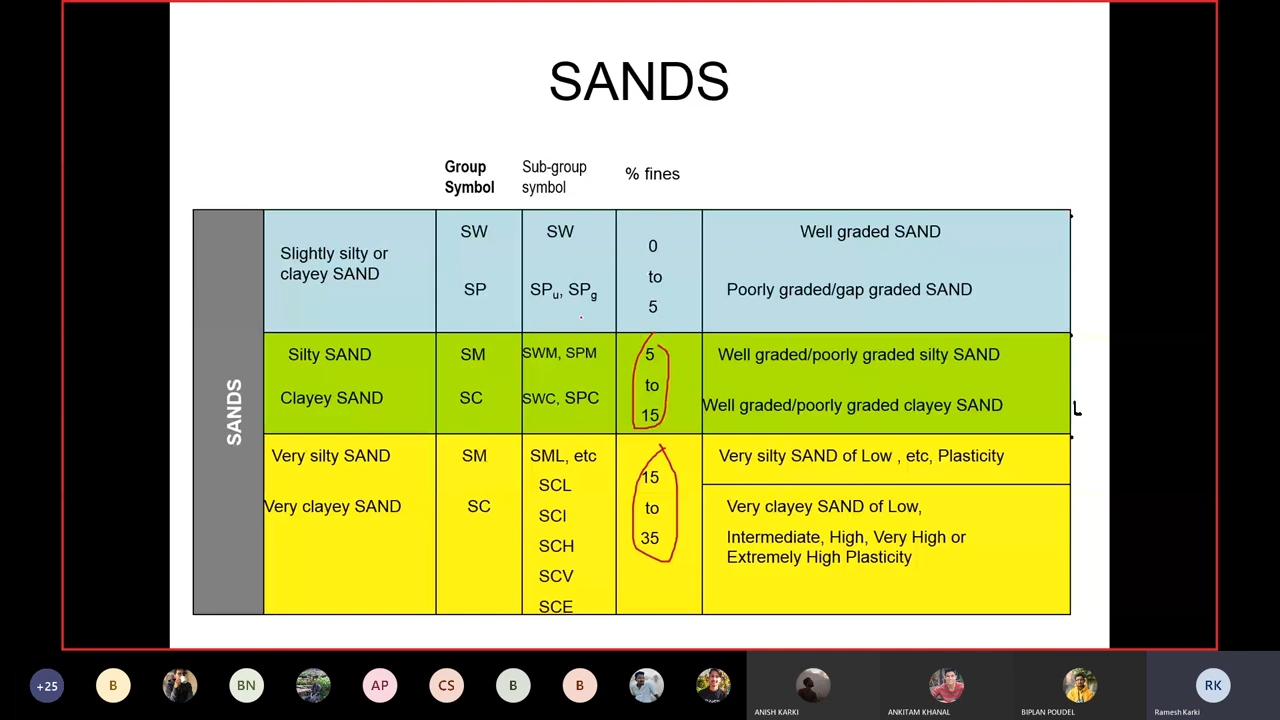 SANDS
Group Symbol
Sub-group symbol
% fines
SANDS
Slightly silty or
clayey SAND
SW
SP
SW
SPu, SPg
0
to
5
Well graded SAND
Poorly graded/gap graded SAND
Silty SAND
Clayey SAND
SM
SC
SWM, SPM
SWC, SPC
5
to
15
Well graded/poorly graded silty SAND
Well graded/poorly graded clayey SAND
L
Very silty SAND
Very clayey SAND
SM
SC
SML, etc
SCL
SCI
SCH
SCV
SCE
15
to
35
Very silty SAND of Low , etc, Plasticity
Very clayey SAND of Low,
Intermediate, High, Very High or
Extremely High Plasticity
+25
B
BN
AP
CS
B
B
ANISH KARKI
ANKITAM KHANAL
BIPLAN POUDEL
RK
Ramesh Karki